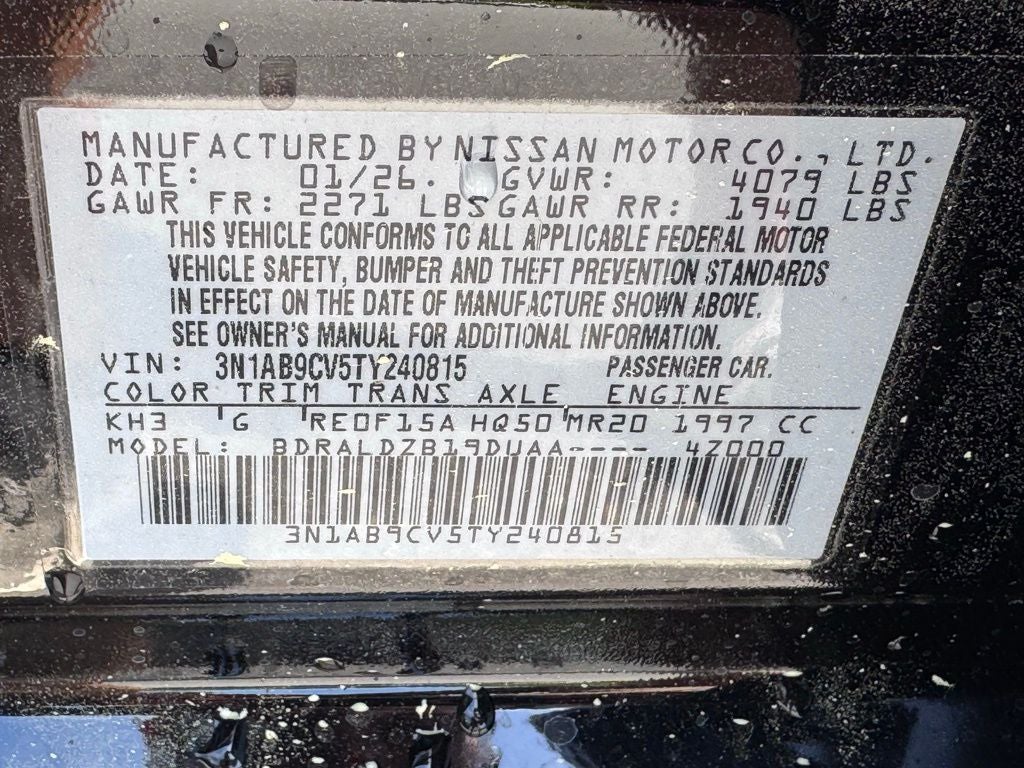 MANUFACTURED BY NISSAN MOTOR CO., LTD.
DATE: 01/26. GVWR: 4079 LBS
GAWR FR: 2271 LBS GAWR RR: 1940 LBS
THIS VEHICLE CONFORMS TO ALL APPLICABLE FEDERAL MOTOR
VEHICLE SAFETY, BUMPER AND THEFT PREVENTION STANDARDS
IN EFFECT ON THE DATE OF MANUFACTURE SHOWN ABOVE.
SEE OWNER'S MANUAL FOR ADDITIONAL INFORMATION.
VIN: 3N1AB9CV5TY240815 PASSENGER CAR.
COLOR TRIM TRANS AXLE ENGINE
KH3 G RE0F15A HQ50 MR20 1997 CC
MODEL: BDRALDZB19DUAA---- 4Z000
3N1AB9CV5TY240815